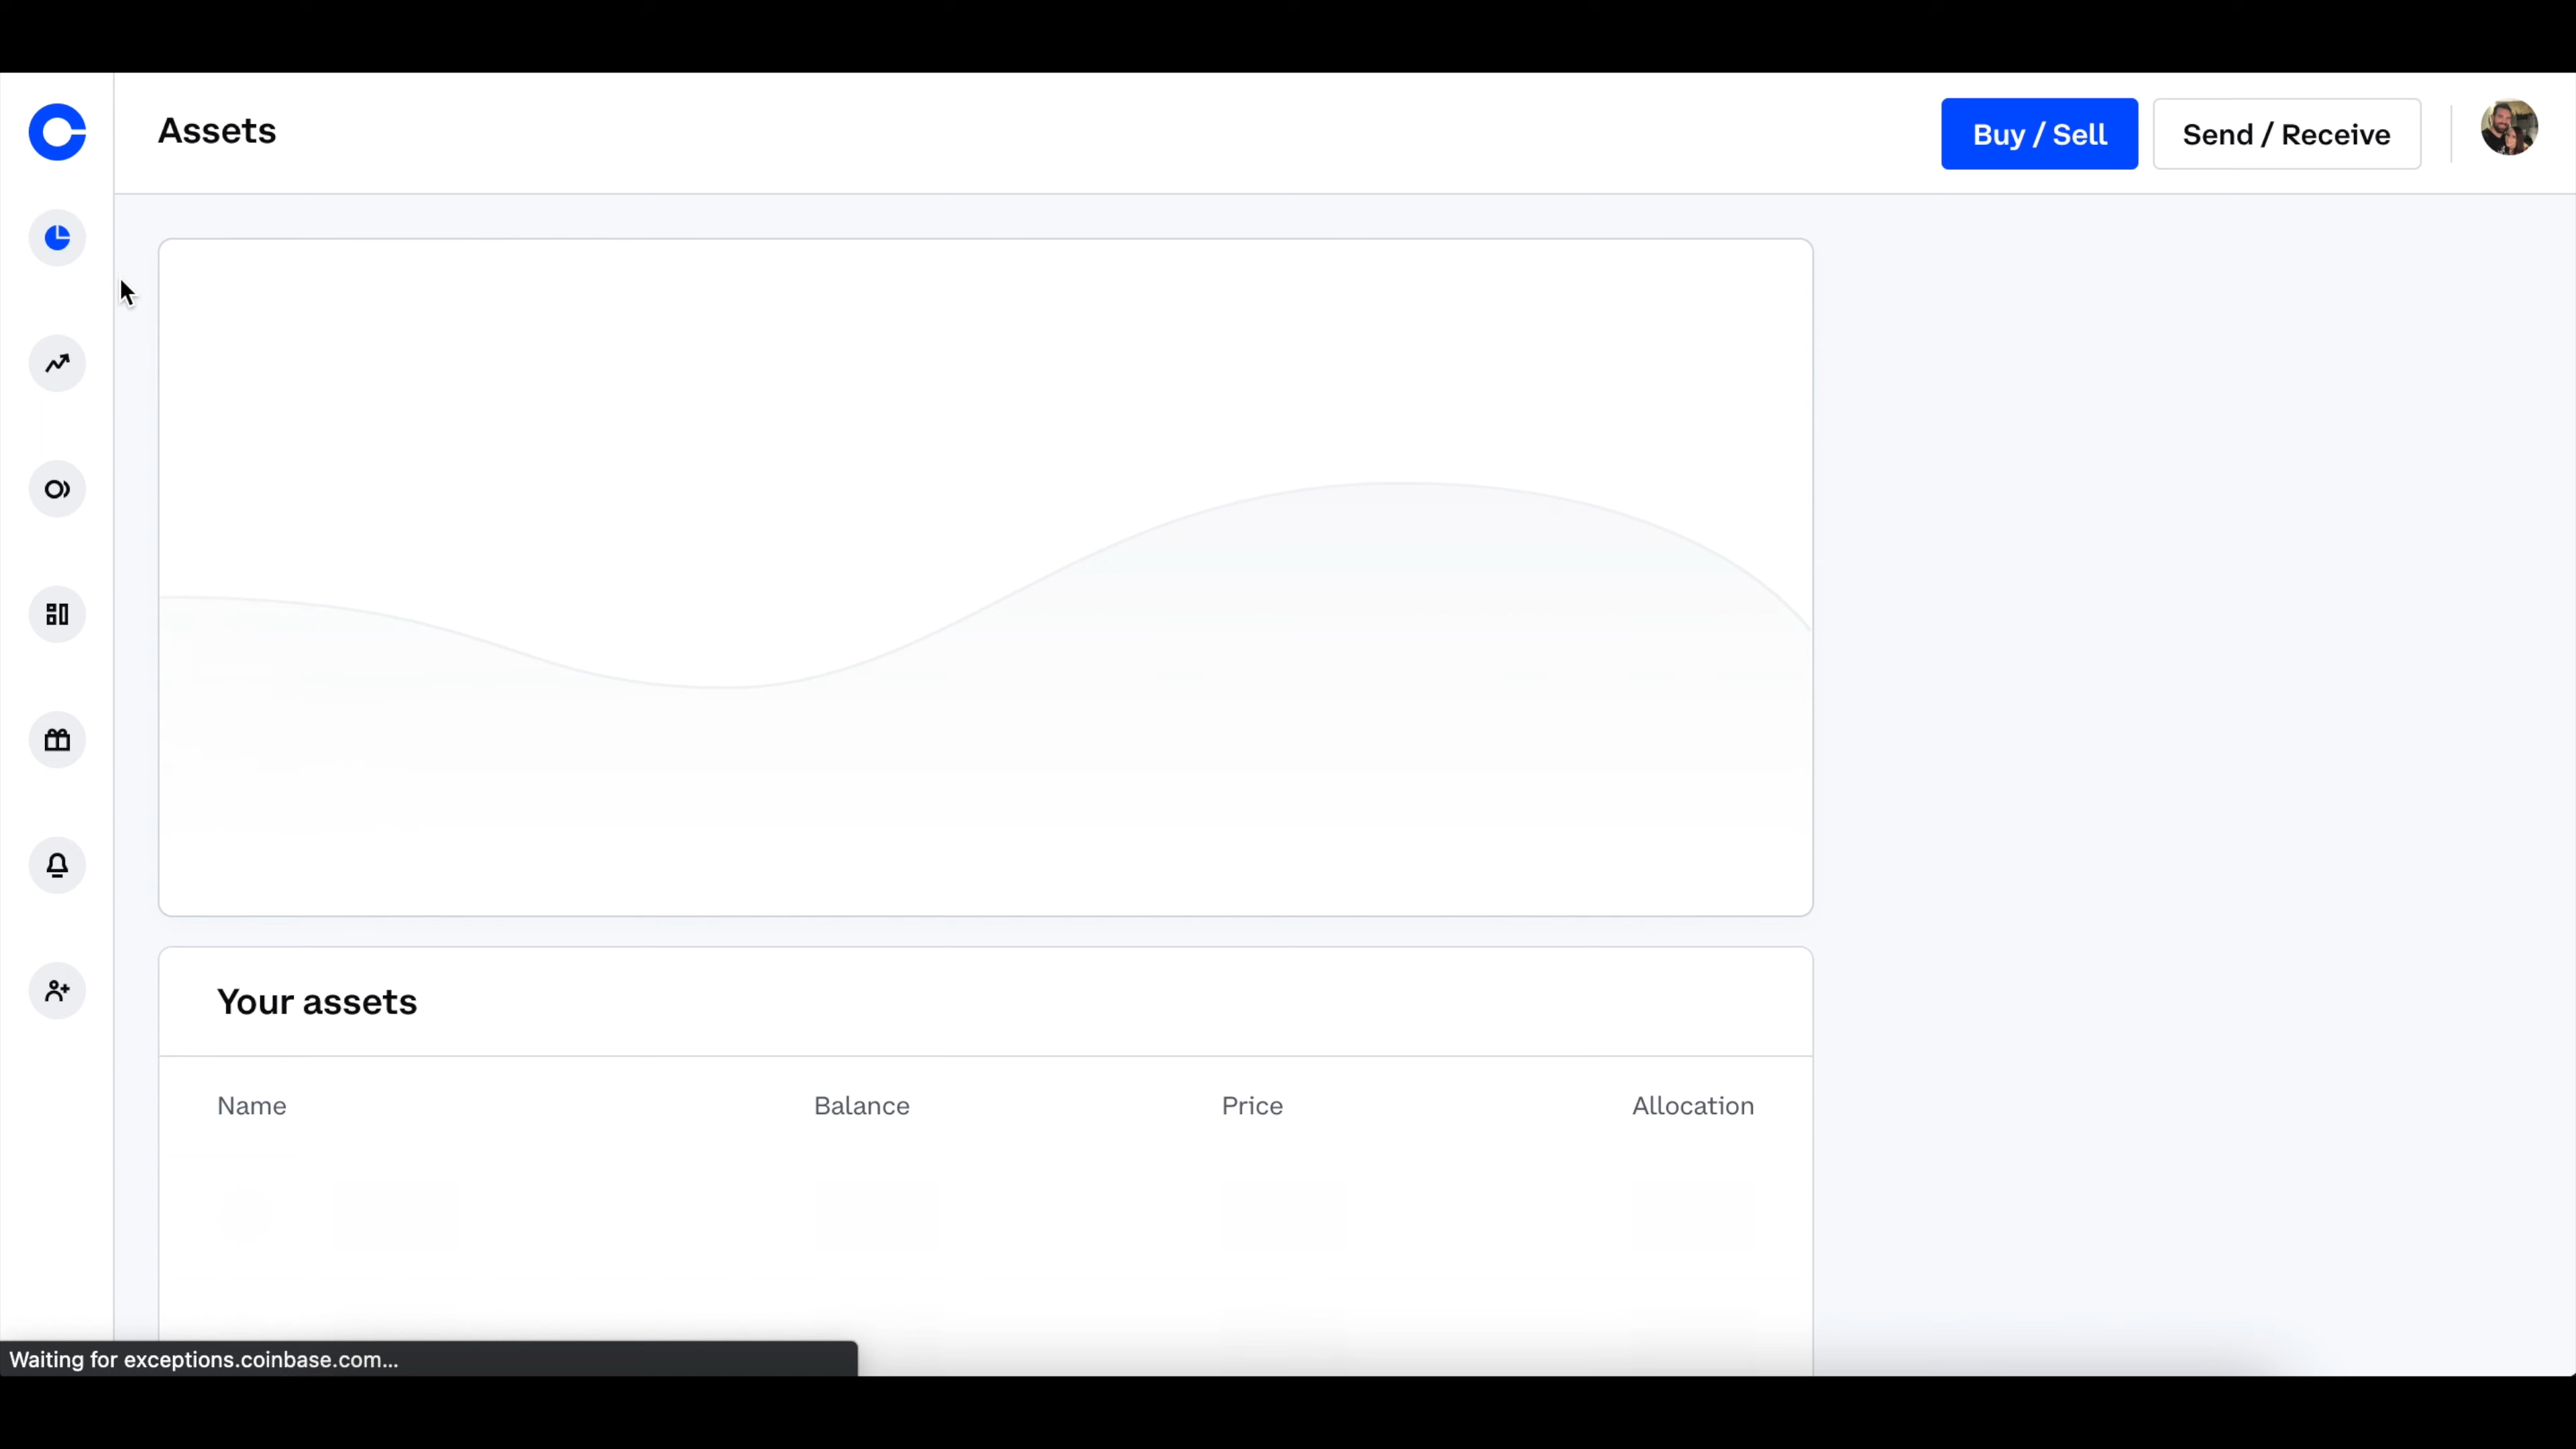 Assets
Buy / Sell
Send / Receive
Your assets
Name Balance Price Allocation
Waiting for exceptions.coinbase.com...